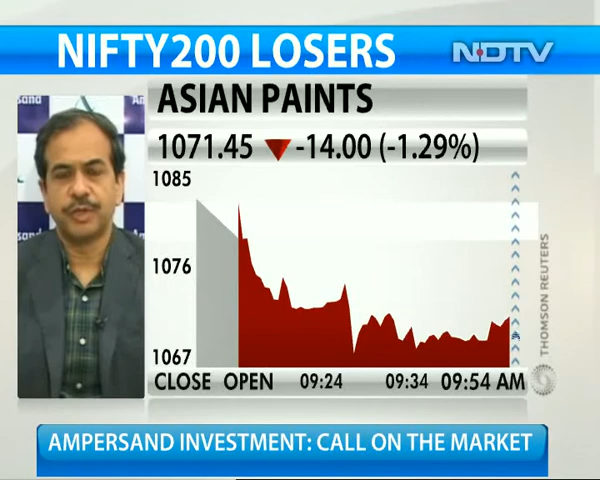 NIFTY200 LOSERS
NDTV
ASIAN PAINTS
1071.45 ▼ -14.00 (-1.29%)
1085
1076
1067
CLOSE OPEN 09:24 09:34 09:54 AM
THOMSON REUTERS
AMPERSAND INVESTMENT: CALL ON THE MARKET